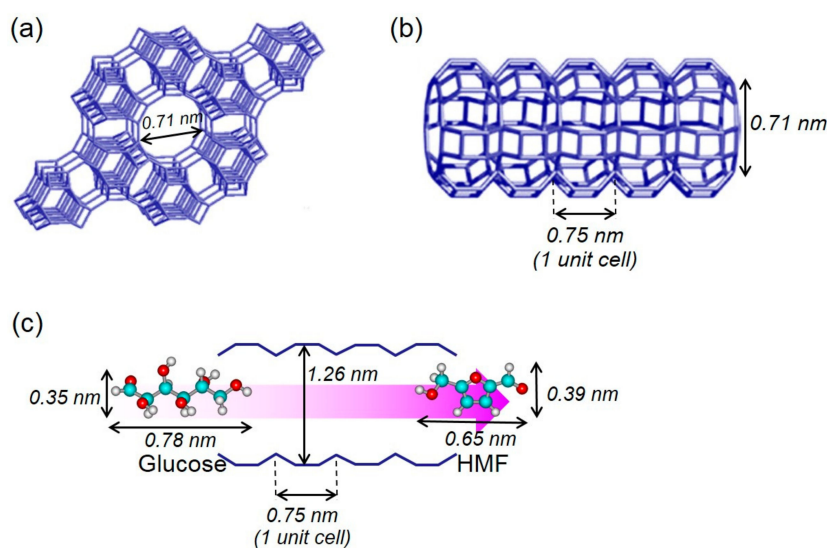 (a)
0.71 nm
(b)
0.71 nm
0.75 nm
(1 unit cell)
(c)
0.35 nm
1.26 nm
0.39 nm
0.78 nm
0.65 nm
Glucose
HMF
0.75 nm
(1 unit cell)